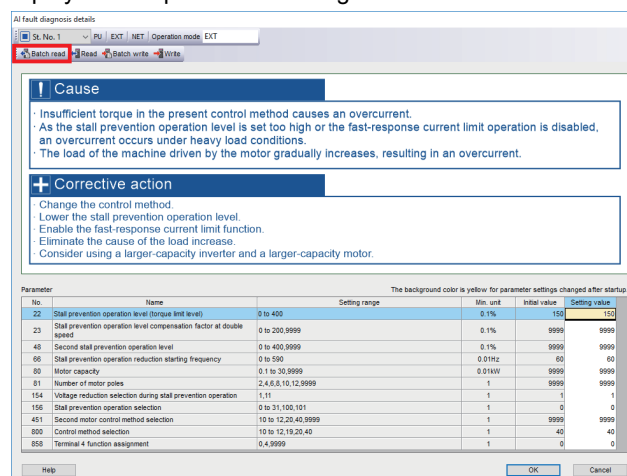 AI fault diagnosis details
St. No. 1 PU EXT NET Operation mode EXT
Batch read Read Batch write Write
! Cause
· Insufficient torque in the present control method causes an overcurrent.
· As the stall prevention operation level is set too high or the fast-response current limit operation is disabled,
an overcurrent occurs under heavy load
conditions.
· The load of the machine driven by the motor gradually increases, resulting in an overcurrent.
Corrective action
· Change the control method.
· Lower the stall prevention operation level.
· Enable the fast-response current limit function.
· Eliminate the cause of the load increase.
· Consider using a larger-capacity inverter and a larger-capacity motor.
Parameter The background color is yellow for parameter settings changed after startup.
No. Name Setting range Min. unit Initial value Setting value
22 Stall prevention operation level (torque limit level) 0 to 400 0.1% 150 150
23 Stall prevention operation level compensation factor at double
speed 0 to 200,9999 0.1% 9999 9999
48 Second stall prevention operation level 0 to 400,9999 0.1% 9999 9999
66 Stall prevention operation reduction starting frequency 0 to 590 0.01Hz 60 60
80 Motor capacity 0.1 to 30,9999 0.01kW 9999 9999
81 Number of motor poles 2,4,6,8,10,12,9999 1 9999 9999
154 Voltage reduction selection during stall prevention operation 1,11 1 1 1
156 Stall prevention operation selection 0 to 31,100,101 1 0 0
451 Second motor control method selection 10 to 12,20,40,9999 1 9999 9999
800 Control method selection 10 to 12,19,20,40 1 40 40
858 Terminal 4 function assignment 0,4,9999 1 0 0
Help OK Cancel